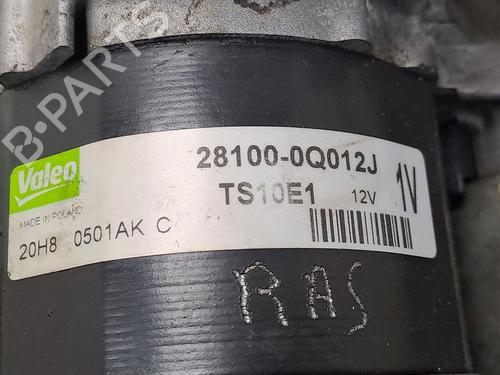 B-PARTS
Valeo
28100-0Q012J
TS10E1 12V
1V
MADE IN POLAND
20H8 0501AK C
RAS